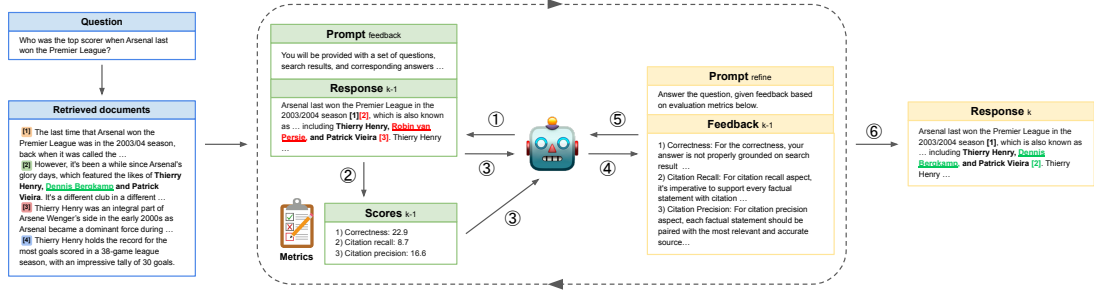 Question
Who was the top scorer when Arsenal last
won the Premier League?
Retrieved documents
[1] The last time that Arsenal won the
Premier League was in the 2003/04 season,
back when it was called the …
[2] However, it's been a while since Arsenal's
glory days, which featured the likes of Thierry
Henry, Dennis Bergkamp and Patrick
Vieira. It's a different club in a different …
[3] Thierry Henry was an integral part of
Arsene Wenger's side in the early 2000s as
Arsenal became a dominant force during …
[4] Thierry Henry holds the record for the
most goals scored in a 38-game league
season, with an impressive tally of 30 goals.
Prompt feedback
You will be provided with a set of questions,
search results, and corresponding answers …
Response k-1
Arsenal last won the Premier League in the
2003/2004 season [1][2], which is also known
as … including Thierry Henry, Robin van
Persie, and Patrick Vieira [3]. Thierry Henry
…
②
Metrics
Scores k-1
1) Correctness: 22.9
2) Citation recall: 8.7
3) Citation precision: 16.6
①
③
③
⑤
④
Prompt refine
Answer the question, given feedback based
on evaluation metrics below.
Feedback k-1
1) Correctness: For the correctness, your
answer is not properly grounded on search
result …
2) Citation Recall: For citation recall aspect,
it's imperative to support every factual
statement with citation …
3) Citation Precision: For citation precision
aspect, each factual statement should be
paired with the most relevant and accurate
source…
⑥
Response k
Arsenal last won the Premier League in the
2003/2004 season [1], which is also known as
… including Thierry Henry, Dennis
Bergkamp, and Patrick Vieira [2]. Thierry
Henry …